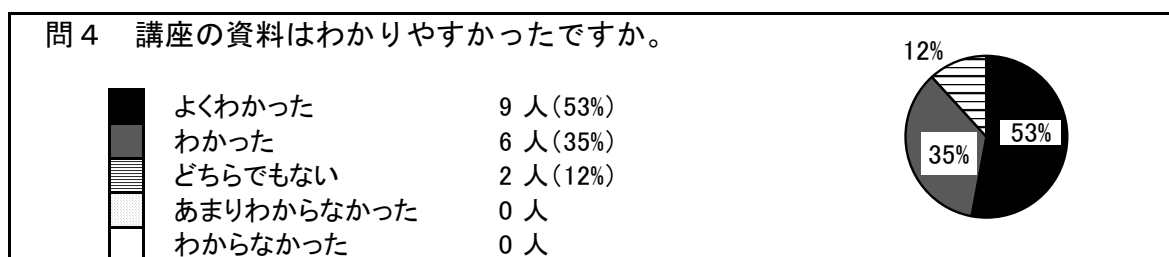 問４　講座の資料はわかりやすかったですか。
よくわかった　9 人(53%)
わかった　6 人(35%)
どちらでもない　2 人(12%)
あまりわからなかった　0 人
わからなかった　0 人
12%
53%
35%